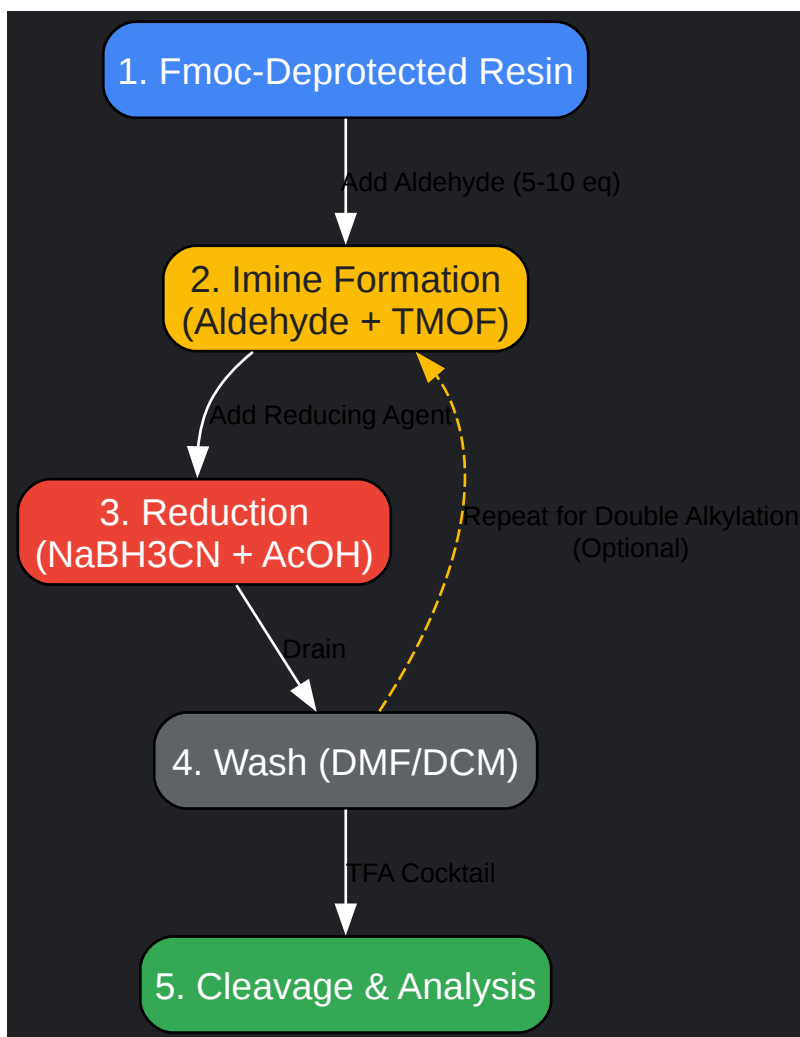 1. Fmoc-Deprotected Resin
Add Aldehyde (5-10 eq)
2. Imine Formation
(Aldehyde + TMOF)
Add Reducing Agent
3. Reduction
(NaBH3CN + AcOH)
Repeat for Double Alkylation
(Optional)
Drain
4. Wash (DMF/DCM)
TFA Cocktail
5. Cleavage & Analysis